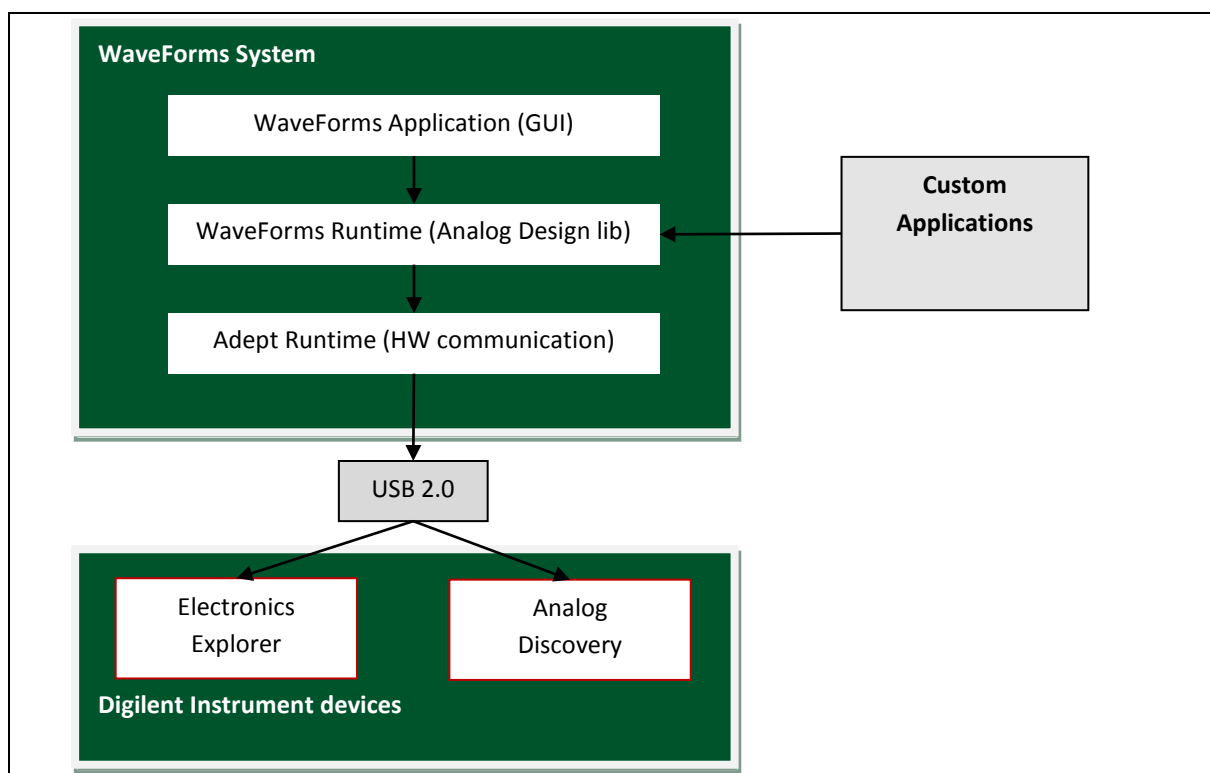 WaveForms System
WaveForms Application (GUI)
WaveForms Runtime (Analog Design lib)
Adept Runtime (HW communication)
Custom
Applications
USB 2.0
Electronics
Explorer
Analog
Discovery
Digilent Instrument devices